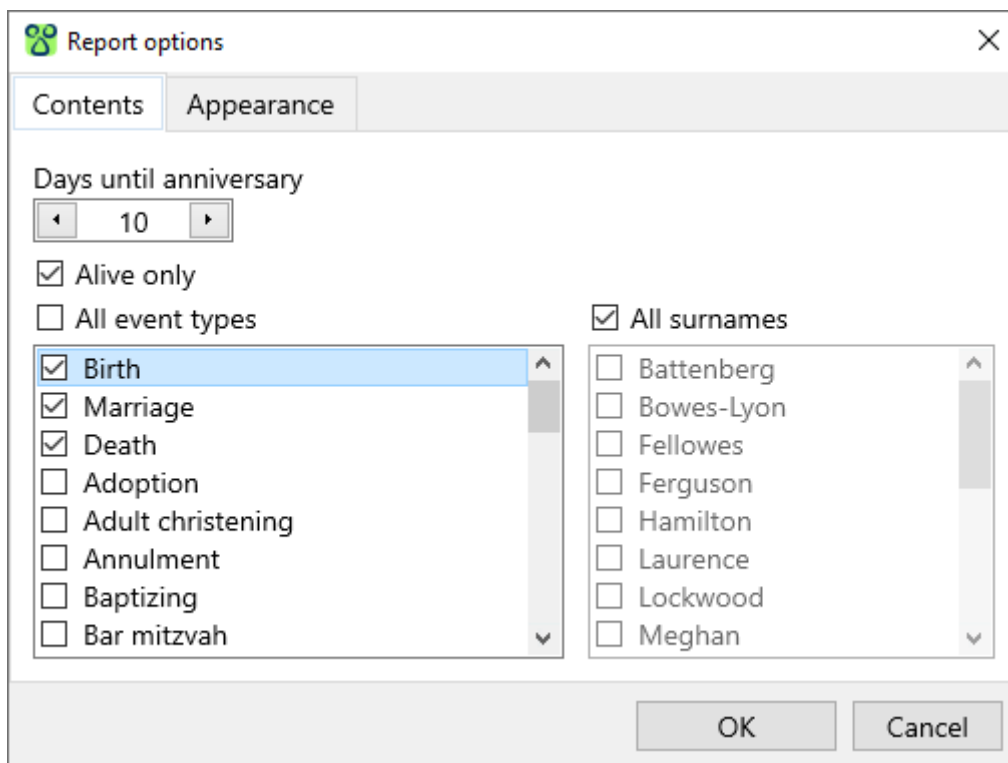 Report options
Contents Appearance
Days until anniversary
10
Alive only
All event types
Birth
Marriage
Death
Adoption
Adult christening
Annulment
Baptizing
Bar mitzvah
All surnames
Battenberg
Bowes-Lyon
Fellowes
Ferguson
Hamilton
Laurence
Lockwood
Meghan
OK Cancel